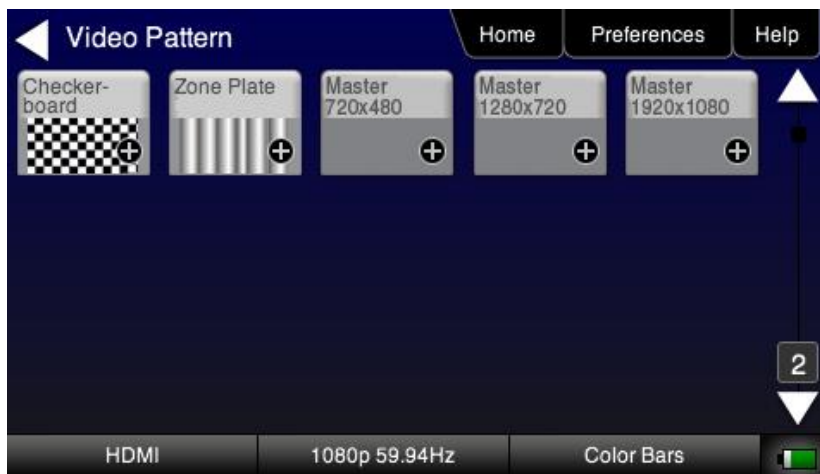 Video Pattern
Home
Preferences
Help
Checker-
board
Zone Plate
Master
720x480
Master
1280x720
Master
1920x1080
2
HDMI
1080p 59.94Hz
Color Bars